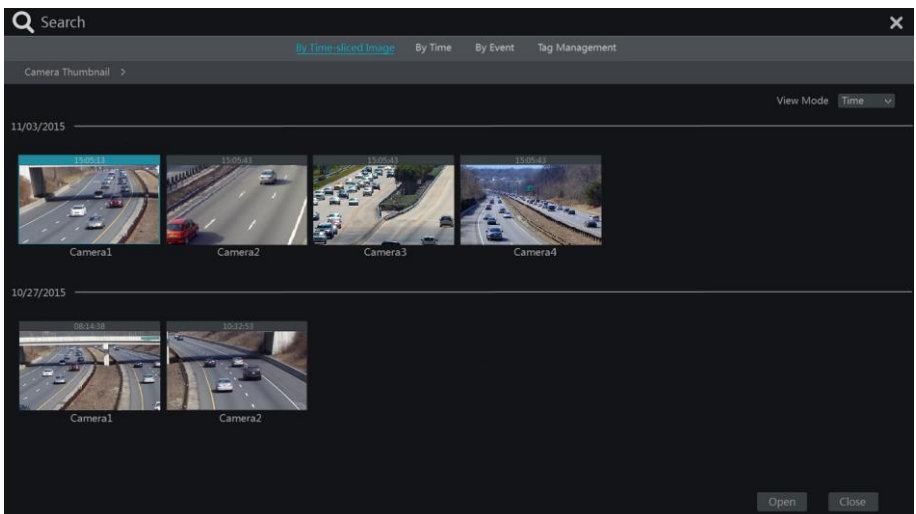 Search
By Time-sliced Image By Time By Event Tag Management
Camera Thumbnail >
View Mode Time
11/03/2015
15:05:13 15:05:43 15:05:43 15:05:43
Camera1 Camera2 Camera3 Camera4
10/27/2015
08:14:38 10:32:53
Camera1 Camera2
Open Close